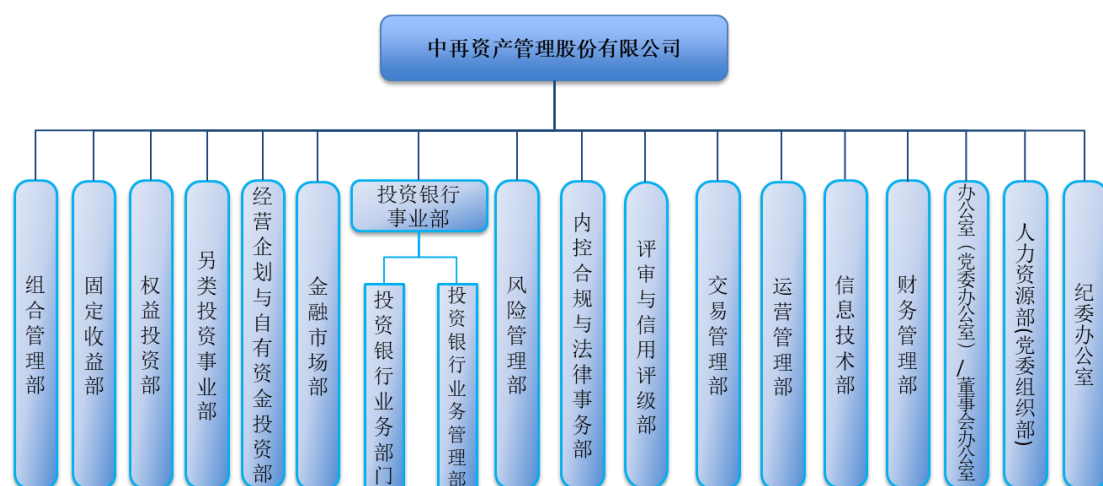 中再资产管理股份有限公司
组合管理部
固定收益部
权益投资部
另类投资事业部
经营企划与自有资金投资部
金融市场部
投资银行
事业部
投资银行业务部门
投资银行业务管理部
风险管理部
内控合规与法律事务部
评审与信用评级部
交易管理部
运营管理部
信息技术部
财务管理部
办公室（党委办公室）/董事会办公室
人力资源部(党委组织部)
纪委办公室